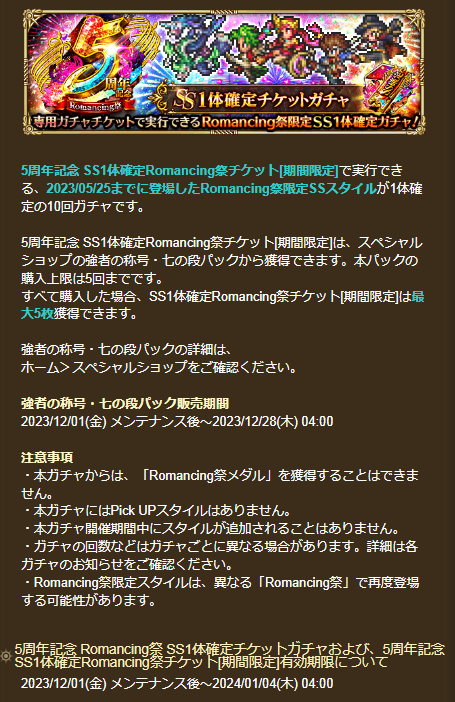 5周年記念
Romancing祭
SS1体確定チケットガチャ
専用ガチャチケットで実行できるRomancing祭限定SS1体確定ガチャ!
5周年記念 SS1体確定Romancing祭チケット[期間限定]で実行でき
る、2023/05/25までに登場したRomancing祭限定SSスタイルが1体確
定の10回ガチャです。
5周年記念 SS1体確定Romancing祭チケット[期間限定]は、スペシャル
ショップの強者の称号・七の段パックから獲得できます。本パックの
購入上限は5回までです。
すべて購入した場合、SS1体確定Romancing祭チケット[期間限定]は最
大5枚獲得できます。
強者の称号・七の段パックの詳細は、
ホーム＞スペシャルショップをご確認ください。
強者の称号・七の段パック販売期間
2023/12/01(金) メンテナンス後～2023/12/28(木) 04:00
注意事項
・本ガチャからは、「Romancing祭メダル」を獲得することはできま
せん。
・本ガチャにはPick UPスタイルはありません。
・本ガチャ開催期間中にスタイルが追加されることはありません。
・ガチャの回数などはガチャごとに異なる場合があります。詳細は各
ガチャのお知らせをご確認ください。
・Romancing祭限定スタイルは、異なる「Romancing祭」で再度登場
する可能性があります。
5周年記念 Romancing祭 SS1体確定チケットガチャおよび、5周年記念
SS1体確定Romancing祭チケット[期間限定]有効期限について
2023/12/01(金) メンテナンス後～2024/01/04(木) 04:00